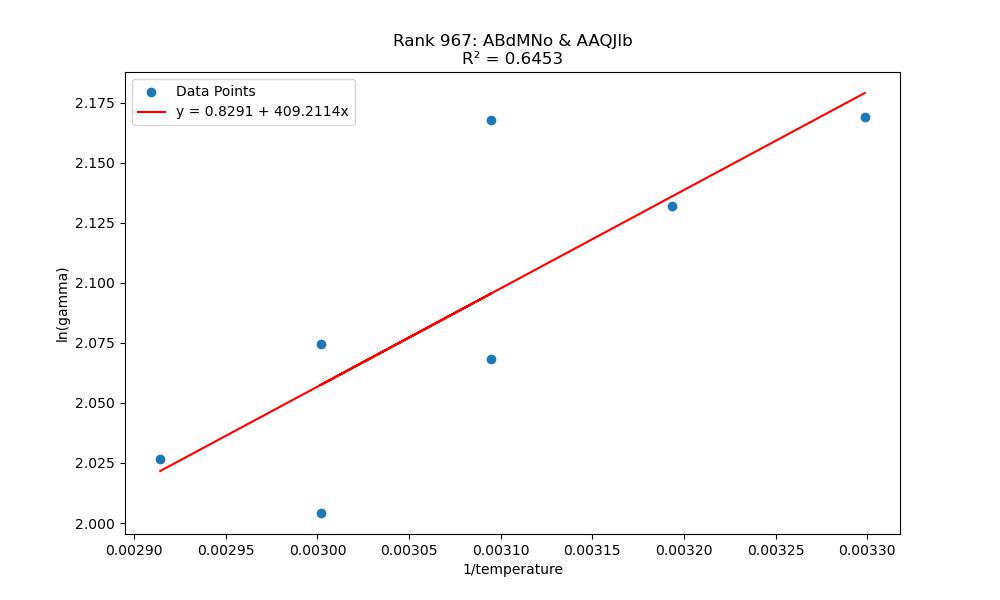 Rank 967: ABdMNo & AAQJIb
R² = 0.6453
Data Points
y = 0.8291 + 409.2114x
2.175
2.150
2.125
2.100
2.075
2.050
2.025
2.000
ln(gamma)
0.00290 0.00295 0.00300 0.00305 0.00310 0.00315 0.00320 0.00325 0.00330
1/temperature